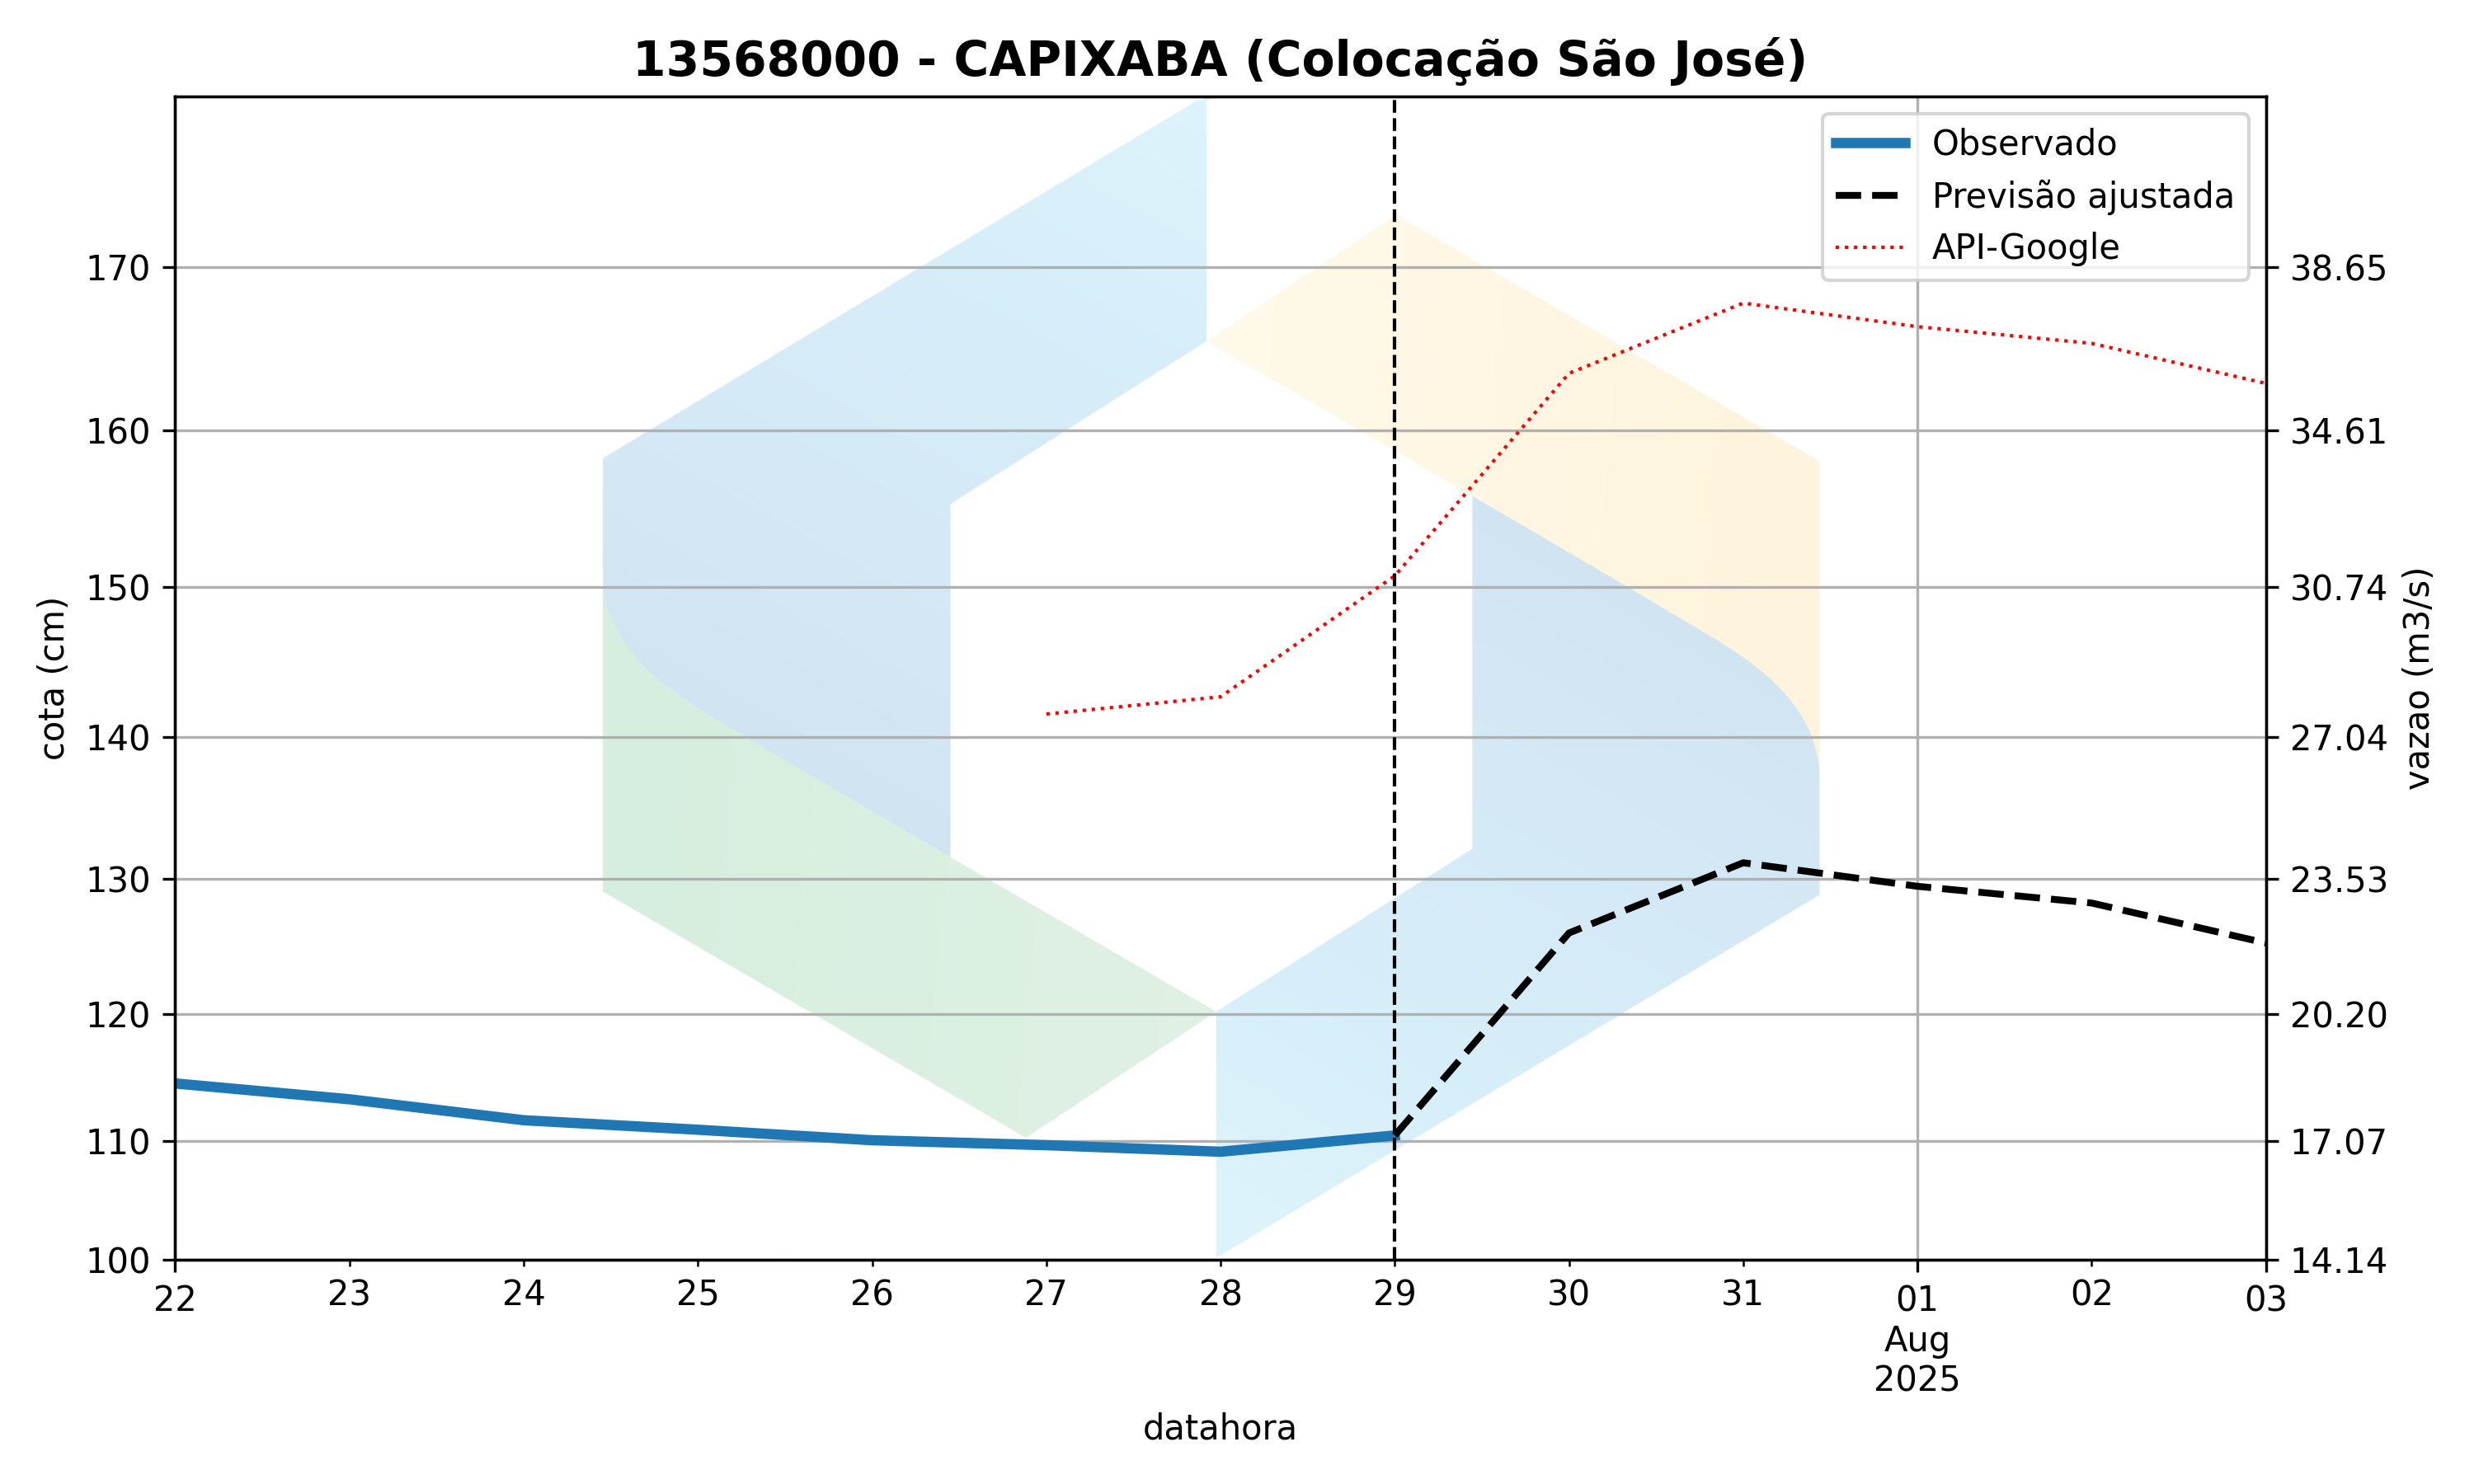 13568000 - CAPIXABA (Colocação São José)
Observado
Previsão ajustada
API-Google
cota (cm)
170
160
150
140
130
120
110
100
38.65
34.61
30.74
27.04
23.53
20.20
17.07
14.14
vazao (m3/s)
22 23 24 25 26 27 28 29 30 31 01 02 03
Aug
2025
datahora